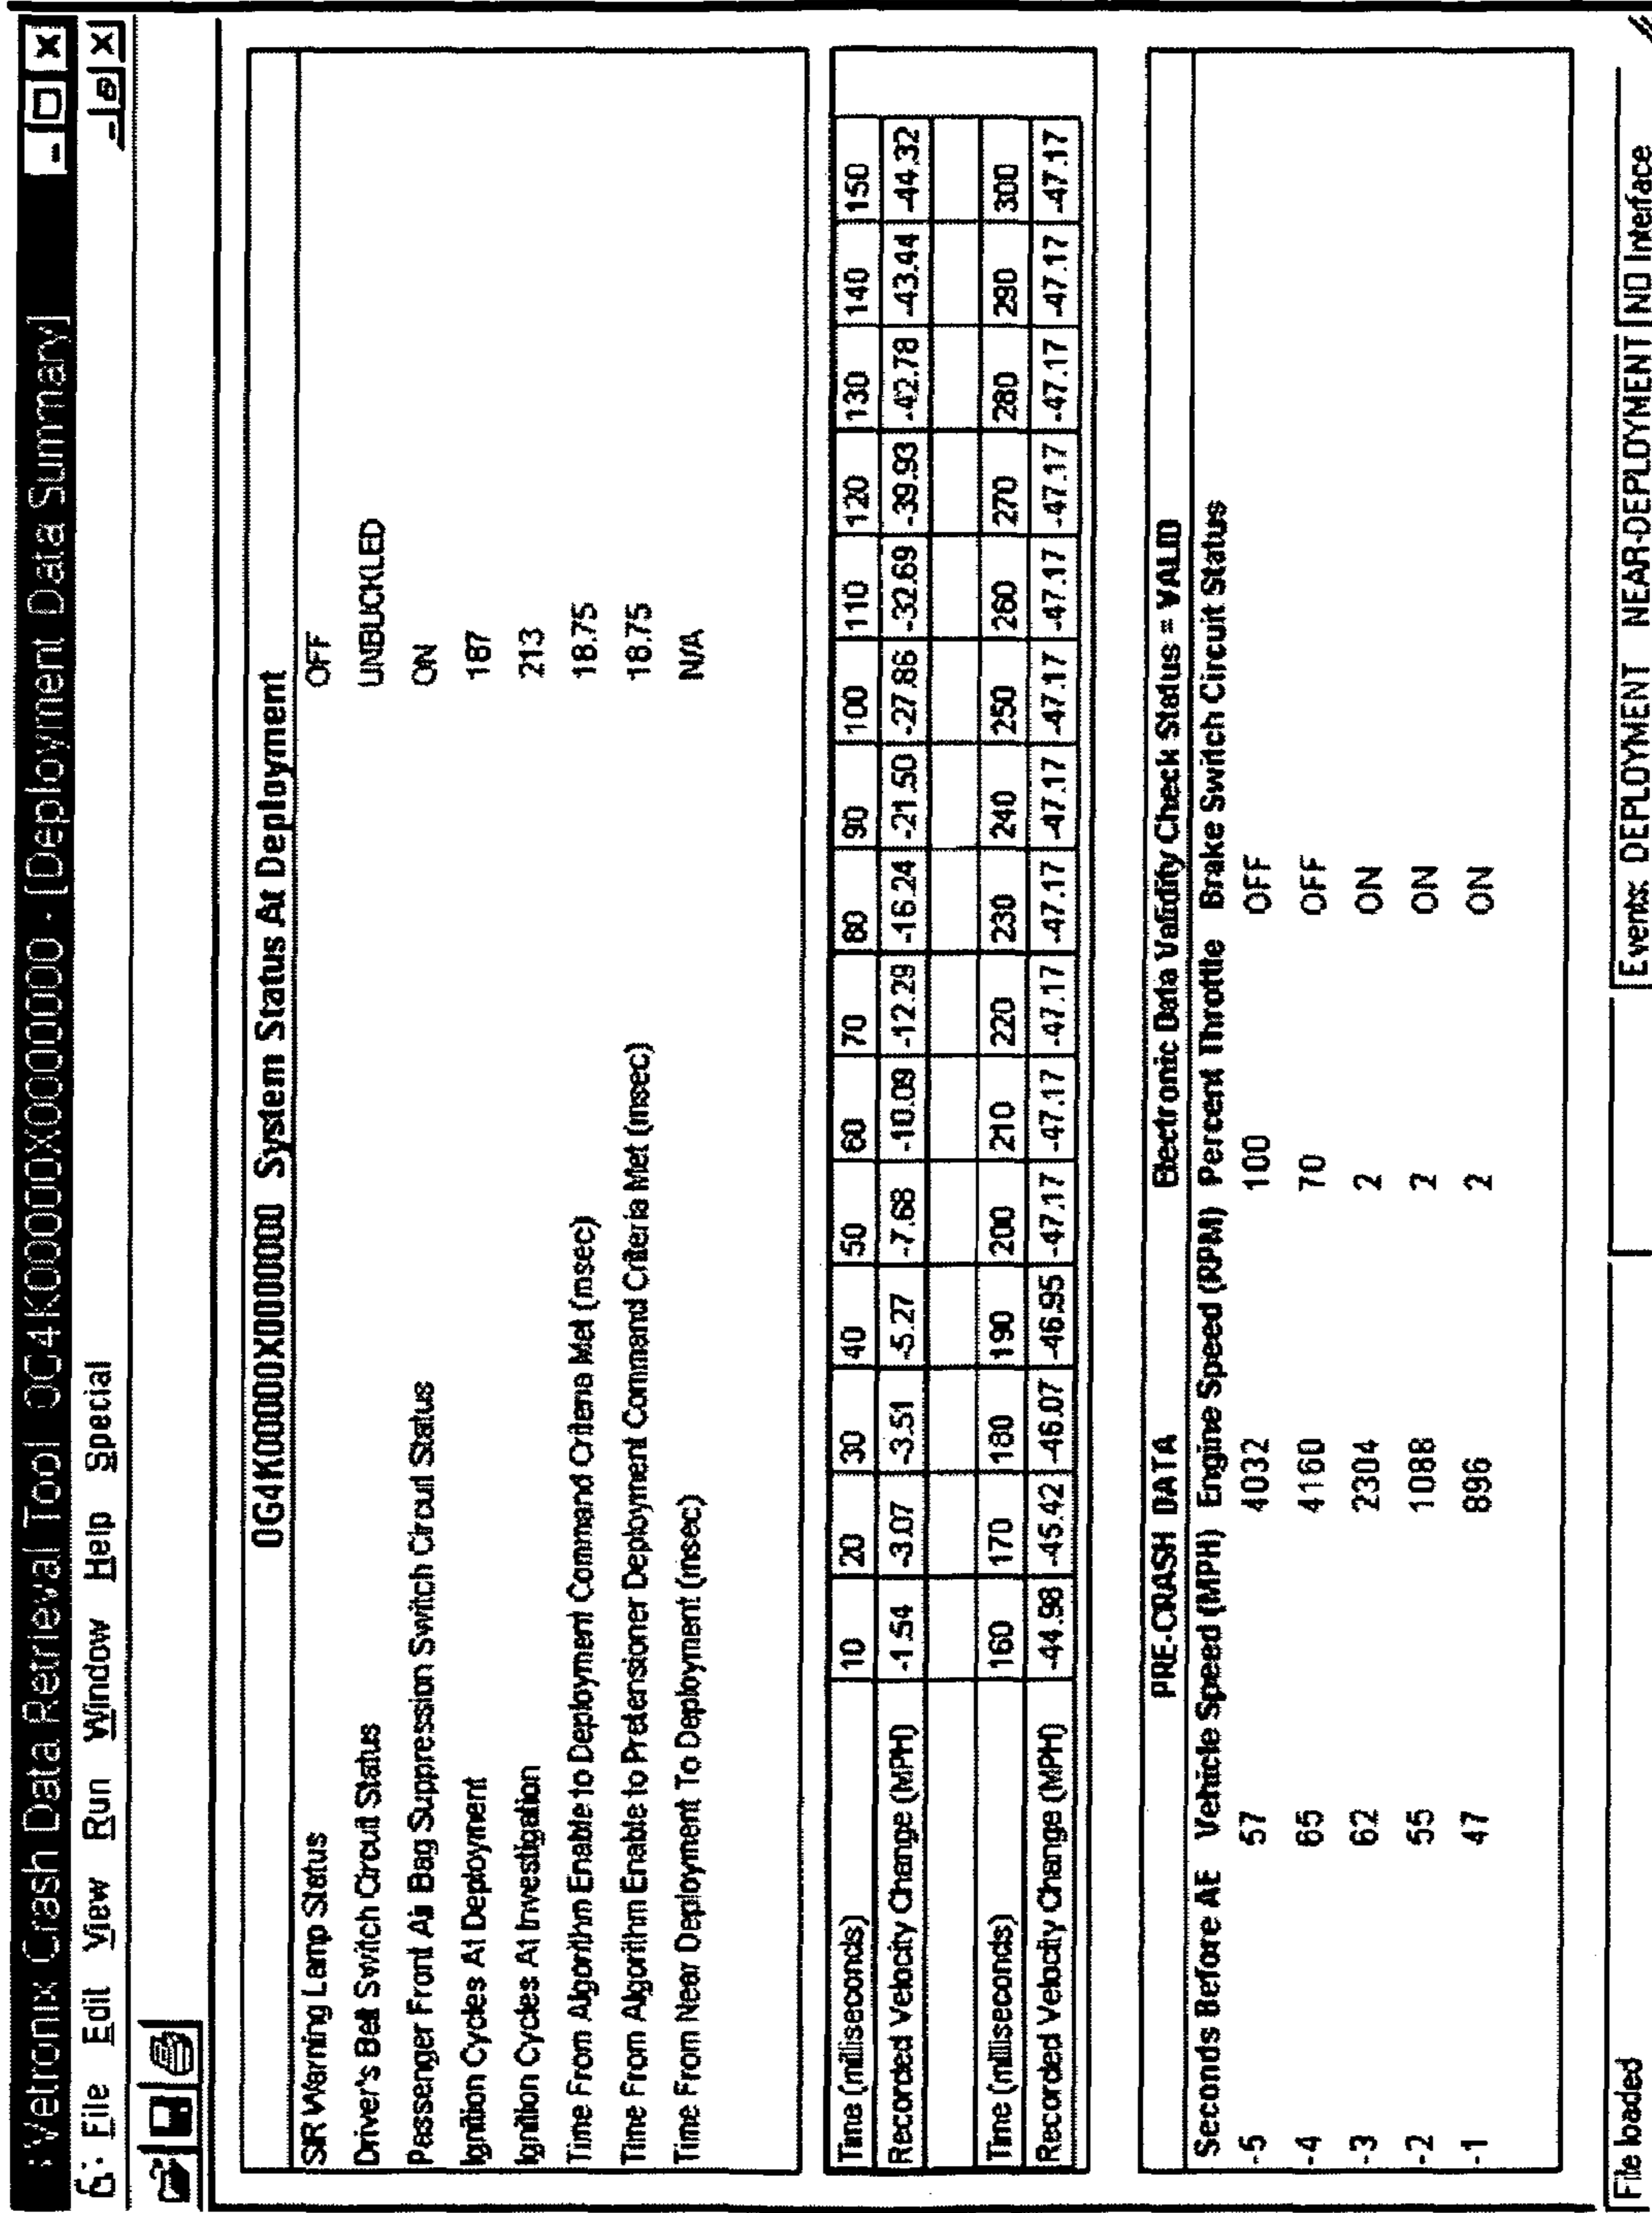 Vetronix Crash Data Retrieval Tool 0G4K00000X0000000 - [Deployment Data Summary]
File Edit View Run Window Help Special
0G4K00000X0000000 System Status At Deployment
SIR Warning Lamp Status OFF
Driver's Belt Switch Circuit Status UNBUCKLED
Passenger Front Air Bag Suppression Switch Circuit Status ON
Ignition Cycles At Deployment 187
Ignition Cycles At Investigation 213
Time From Algorithm Enable to Deployment Command Criteria Met (msec) 18.75
Time From Algorithm Enable to Pretensioner Deployment Command Criteria Met (msec) 18.75
Time From Near Deployment To Deployment (msec) N/A
Time (milliseconds) 10 20 30 40 50 60 70 80 90 100 110 120 130 140 150
Recorded Velocity Change (MPH) -1.54 -3.07 -3.51 -5.27 -7.68 -10.09 -12.29 -16.24 -21.50 -27.86 -32.69 -39.93 -42.78 -43.44 -44.32
Time (milliseconds) 160 170 180 190 200 210 220 230 240 250 260 270 280 290 300
Recorded Velocity Change (MPH) -44.98 -45.42 -46.07 -46.95 -47.17 -47.17 -47.17 -47.17 -47.17 -47.17 -47.17 -47.17 -47.17 -47.17 -47.17
PRE-CRASH DATA Electronic Data Validity Check Status = VALID
Seconds Before AE Vehicle Speed (MPH) Engine Speed (RPM) Percent Throttle Brake Switch Circuit Status
-5 57 4032 100 OFF
-4 65 4160 70 OFF
-3 62 2304 2 ON
-2 55 1088 2 ON
-1 47 896 2 ON
File loaded Events: DEPLOYMENT NEAR-DEPLOYMENT NO Interface